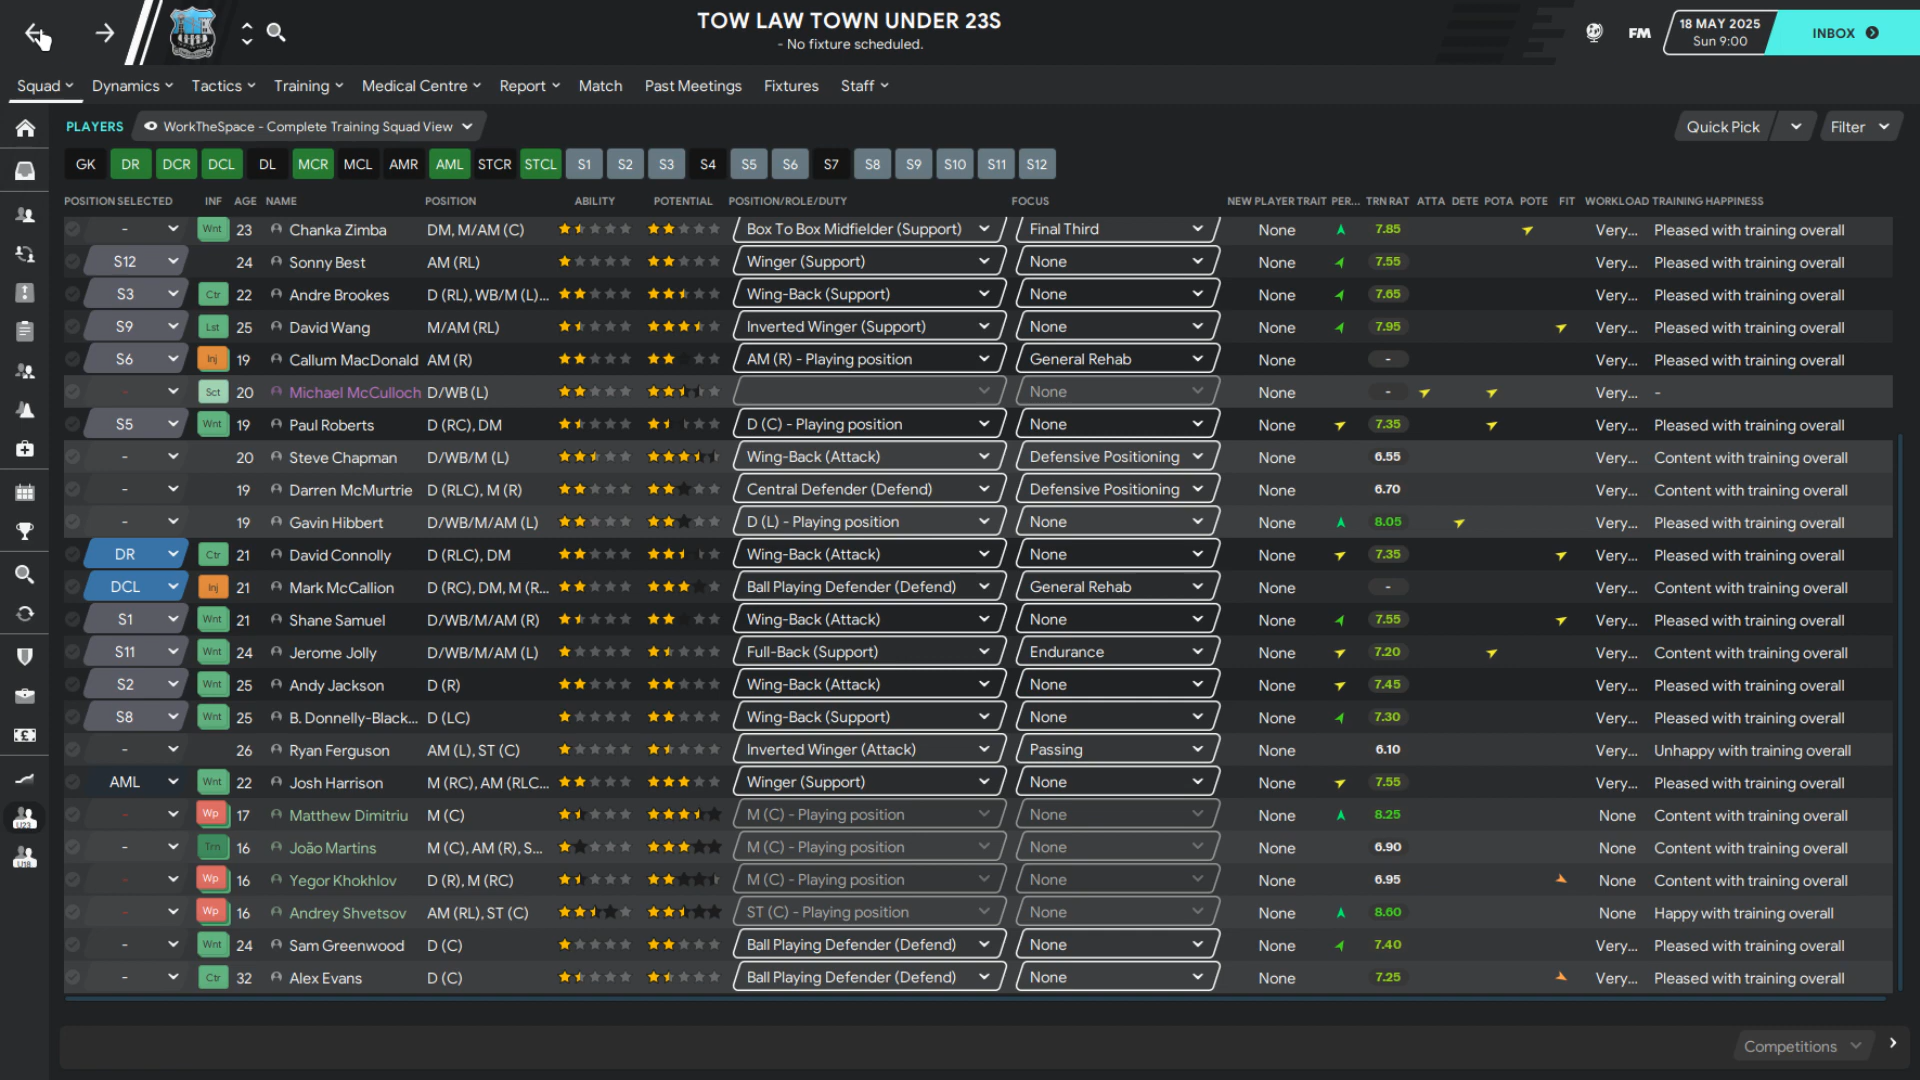 TOW LAW TOWN UNDER 23S
- No fixture scheduled.
FM
18 MAY 2025
Sun 9:00
INBOX
Squad Dynamics Tactics Training Medical Centre Report Match Past Meetings Fixtures Staff
PLAYERS WorkTheSpace - Complete Training Squad View Quick Pick Filter
GK DR DCR DCL DL MCR MCL AMR AML STCR STCL S1 S2 S3 S4 S5 S6 S7 S8 S9 S10 S11 S12
POSITION SELECTED INF AGE NAME POSITION ABILITY POTENTIAL POSITION/ROLE/DUTY FOCUS NEW PLAYER TRAIT PER... TRN RAT ATTA DETE POTA POTE FIT WORKLOAD TRAINING HAPPINESS
- Wnt 23 Chanka Zimba DM, M/AM (C) Box To Box Midfielder (Support) Final Third None 7.85 Very... Pleased with training overall
S12 24 Sonny Best AM (RL) Winger (Support) None None 7.55 Very... Pleased with training overall
S3 Ctr 22 Andre Brookes D (RL), WB/M (L)... Wing-Back (Support) None None 7.65 Very... Pleased with training overall
S9 Lst 25 David Wang M/AM (RL) Inverted Winger (Support) None None 7.95 Very... Pleased with training overall
S6 Inj 19 Callum MacDonald AM (R) AM (R) - Playing position General Rehab None - Very... Pleased with training overall
- Sct 20 Michael McCulloch D/WB (L) None None - Very... -
S5 Wnt 19 Paul Roberts D (RC), DM D (C) - Playing position None None 7.35 Very... Pleased with training overall
- 20 Steve Chapman D/WB/M (L) Wing-Back (Attack) Defensive Positioning None 6.55 Very... Content with training overall
- 19 Darren McMurtrie D (RLC), M (R) Central Defender (Defend) Defensive Positioning None 6.70 Very... Content with training overall
- 19 Gavin Hibbert D/WB/M/AM (L) D (L) - Playing position None None 8.05 Very... Pleased with training overall
DR Ctr 21 David Connolly D (RLC), DM Wing-Back (Attack) None None 7.35 Very... Pleased with training overall
DCL Inj 21 Mark McCallion D (RC), DM, M (R... Ball Playing Defender (Defend) General Rehab None - Very... Content with training overall
S1 Wnt 21 Shane Samuel D/WB/M/AM (R) Wing-Back (Attack) None None 7.55 Very... Pleased with training overall
S11 Wnt 24 Jerome Jolly D/WB/M/AM (L) Full-Back (Support) Endurance None 7.20 Very... Content with training overall
S2 Wnt 25 Andy Jackson D (R) Wing-Back (Attack) None None 7.45 Very... Pleased with training overall
S8 Wnt 25 B. Donnelly-Black... D (LC) Wing-Back (Support) None None 7.30 Very... Pleased with training overall
- 26 Ryan Ferguson AM (L), ST (C) Inverted Winger (Attack) Passing None 6.10 Very... Unhappy with training overall
AML Wnt 22 Josh Harrison M (RC), AM (RLC... Winger (Support) None None 7.55 Very... Pleased with training overall
- Wp 17 Matthew Dimitriu M (C) M (C) - Playing position None None 8.25 None Content with training overall
- Trn 16 João Martins M (C), AM (R), S... M (C) - Playing position None None 6.90 None Content with training overall
- Wp 16 Yegor Khokhlov D (R), M (RC) M (C) - Playing position None None 6.95 None Content with training overall
- Wp 16 Andrey Shvetsov AM (RL), ST (C) ST (C) - Playing position None None 8.60 None Happy with training overall
- Wnt 24 Sam Greenwood D (C) Ball Playing Defender (Defend) None None 7.40 Very... Pleased with training overall
- Ctr 32 Alex Evans D (C) Ball Playing Defender (Defend) None None 7.25 Very... Pleased with training overall
U23
U18
Competitions